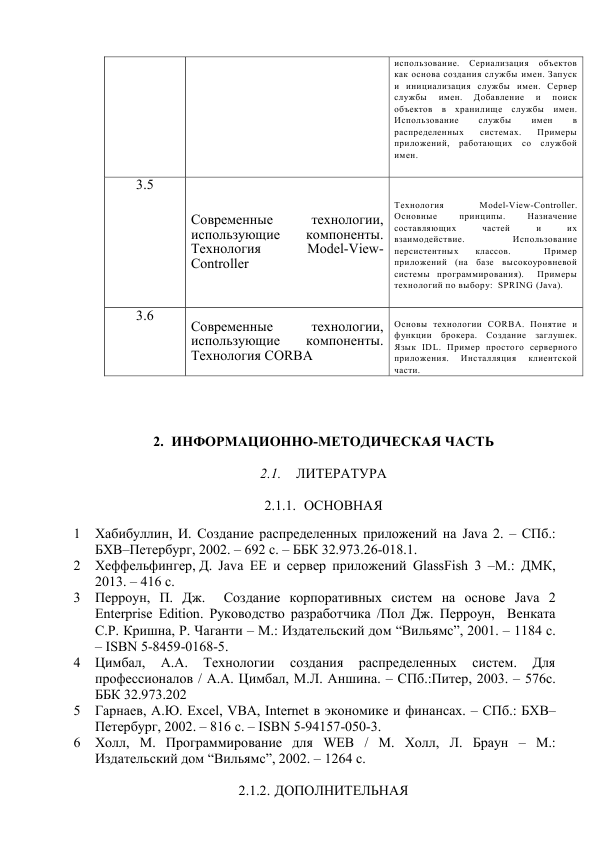 использование. Сериализация объектов
как основа создания службы имен. Запуск
и инициализация службы имен. Сервер
службы имен. Добавление и поиск
объектов в хранилище службы имен.
Использование службы имен в
распределенных системах. Примеры
приложений, работающих со службой
имен.
3.5
Современные технологии,
использующие компоненты.
Технология Model-View-
Controller
Технология Model-View-Controller.
Основные принципы. Назначение
составляющих частей и их
взаимодействие. Использование
персистентных классов. Пример
приложений (на базе высокоуровневой
системы программирования). Примеры
технологий по выбору: SPRING (Java).
3.6
Современные технологии,
использующие компоненты.
Технология CORBA
Основы технологии CORBA. Понятие и
функции брокера. Создание заглушек.
Язык IDL. Пример простого серверного
приложения. Инсталляция клиентской
части.
2. ИНФОРМАЦИОННО-МЕТОДИЧЕСКАЯ ЧАСТЬ
2.1. ЛИТЕРАТУРА
2.1.1. ОСНОВНАЯ
1 Хабибуллин, И. Создание распределенных приложений на Java 2. – СПб.:
БХВ–Петербург, 2002. – 692 с. – ББК 32.973.26-018.1.
2 Хеффельфингер, Д. Java EE и сервер приложений GlassFish 3 –М.: ДМК,
2013. – 416 с.
3 Перроун, П. Дж. Создание корпоративных систем на основе Java 2
Enterprise Edition. Руководство разработчика /Пол Дж. Перроун, Венката
С.Р. Кришна, Р. Чаганти – М.: Издательский дом “Вильямс”, 2001. – 1184 с.
– ISBN 5-8459-0168-5.
4 Цимбал, А.А. Технологии создания распределенных систем. Для
профессионалов / А.А. Цимбал, М.Л. Аншина. – СПб.:Питер, 2003. – 576с.
ББК 32.973.202
5 Гарнаев, А.Ю. Excel, VBA, Internet в экономике и финансах. – СПб.: БХВ–
Петербург, 2002. – 816 с. – ISBN 5-94157-050-3.
6 Холл, М. Программирование для WEB / М. Холл, Л. Браун – М.:
Издательский дом “Вильямс”, 2002. – 1264 с.
2.1.2. ДОПОЛНИТЕЛЬНАЯ